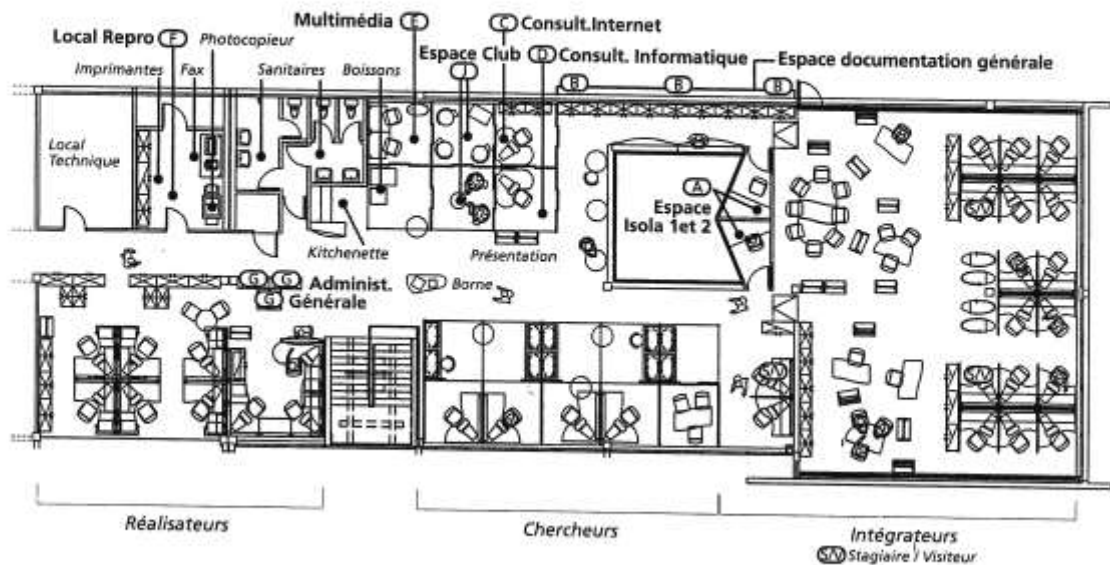 Multimédia E
C Consult.Internet
Local Repro F
Photocopieur
Espace Club
D Consult. Informatique
Espace documentation générale
Imprimantes
Fax
Sanitaires
Boissons
J
B
B
B
Local
Technique
A
Espace
Isola 1et 2
Kitchenette
Présentation
G
G
Administ.
G
Générale
Borne
S/V
S/V
S/V
Réalisateurs
Chercheurs
Intégrateurs
S/V Stagiaire / Visiteur